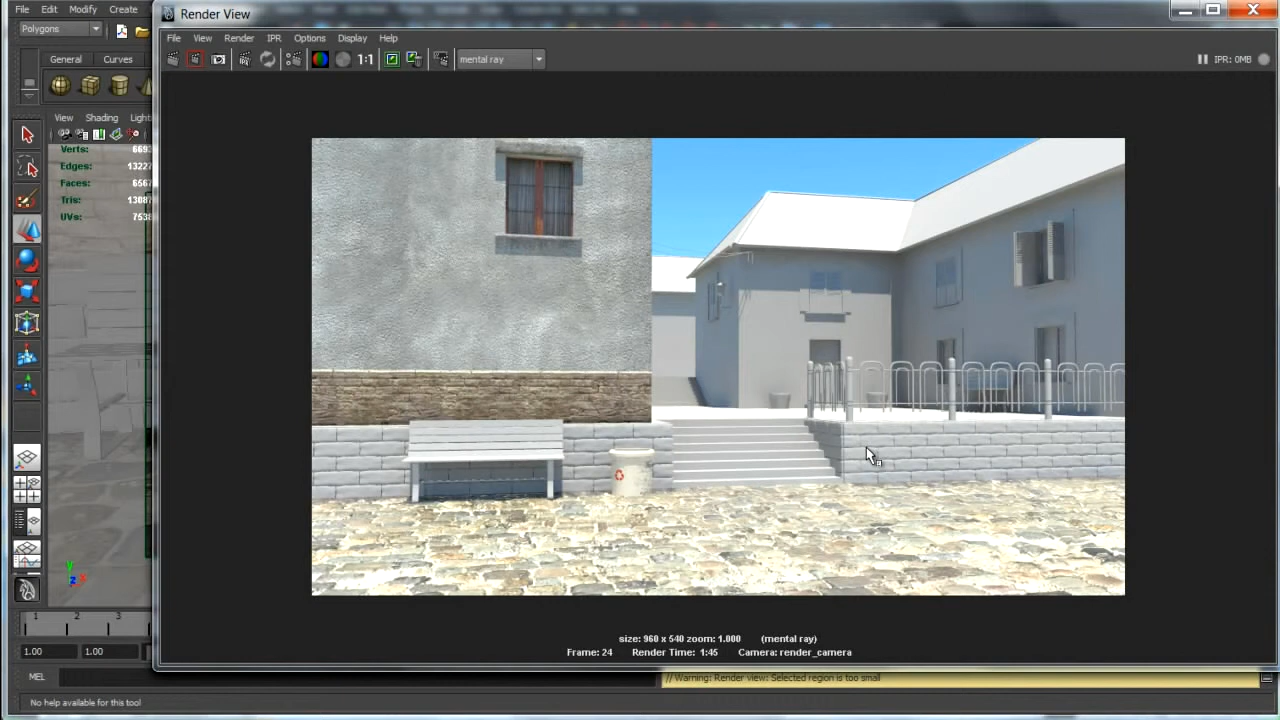 File Edit Modify Create
Render View
Polygons
File View Render IPR Options Display Help
1:1
mental ray
IPR: 0MB
General Curves
View Shading Light
Verts:
Edges:
Faces:
Tris:
UVs:
y
z x
size: 960 x 540 zoom: 1.000 (mental ray)
Frame: 24 Render Time: 1:45 Camera: render_camera
1 2 3
1.00 1.00
MEL
// Warning: Render view: Selected region is too small
No help available for this tool